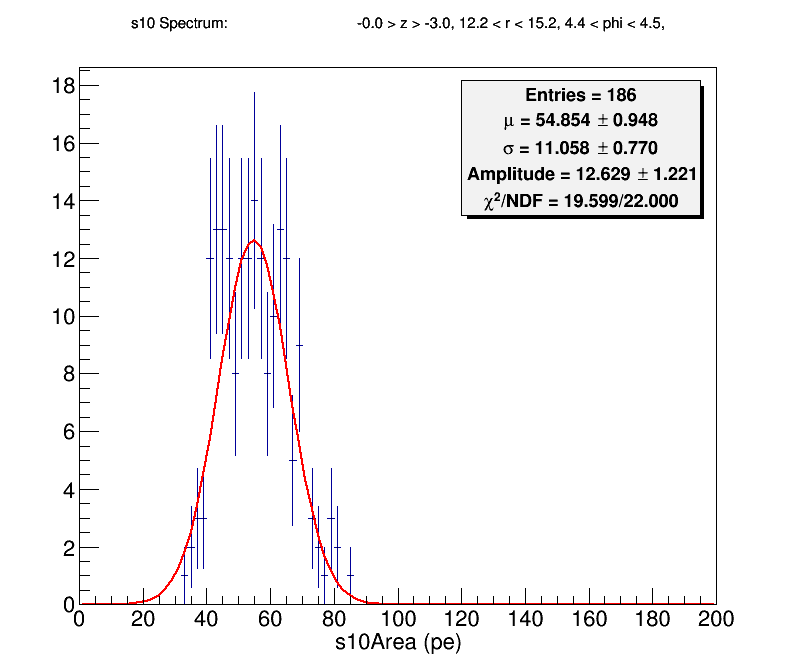 s10 Spectrum: -0.0 > z > -3.0, 12.2 < r < 15.2, 4.4 < phi < 4.5,
Entries = 186
μ = 54.854 ± 0.948
σ = 11.058 ± 0.770
Amplitude = 12.629 ± 1.221
χ²/NDF = 19.599/22.000
18
16
14
12
10
8
6
4
2
0
0 20 40 60 80 100 120 140 160 180 200
s10Area (pe)